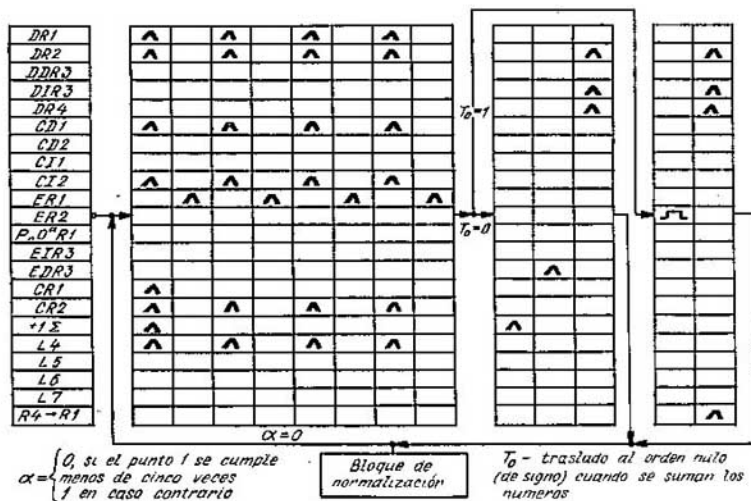 DR1
DR2
DDR3
DIR3
DR4
CD1
CD2
CI1
CI2
ER1
ER2
P.,0"R1
EIR3
EDR3
CR1
CR2
+1 Σ
L4
L5
L6
L7
R4→R1
T₀=1
T₀=0
α=0
α= { 0, si el punto 1 se cumple
menos de cinco veces
1 en caso contrario
Bloque de
normalización
T₀ - traslado al orden nulo
(de signo) cuando se suman los
numeros